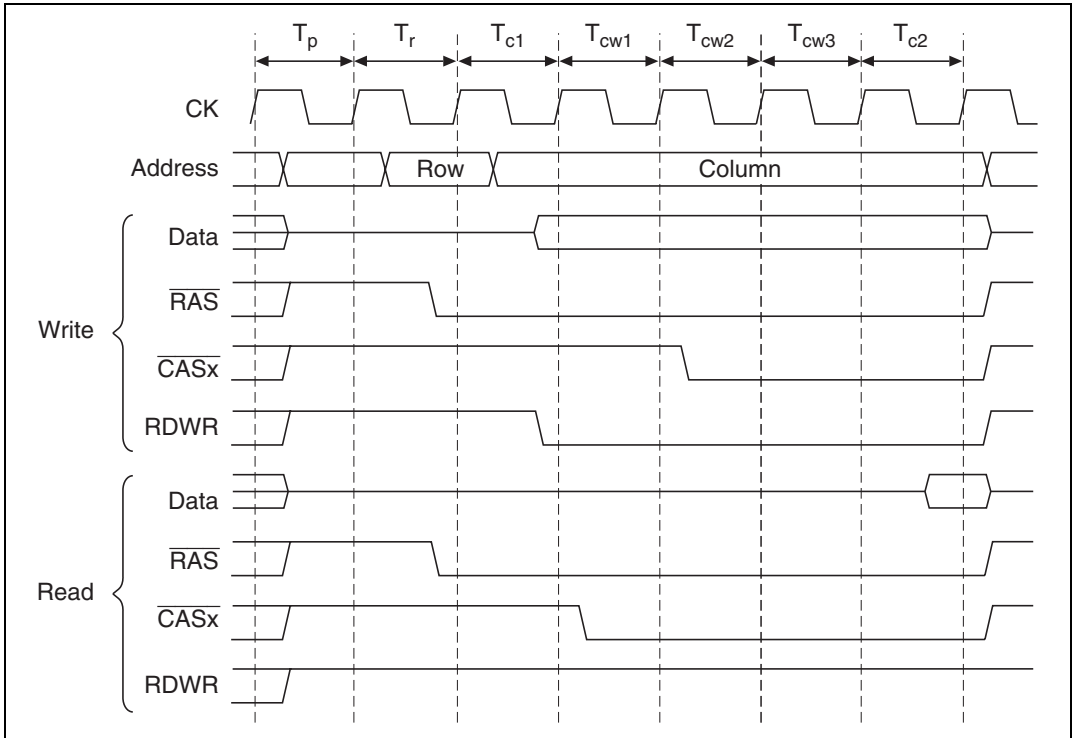 Tp Tr Tc1 Tcw1 Tcw2 Tcw3 Tc2
CK
Address Row Column
Write
Data
RAS
CASx
RDWR
Read
Data
RAS
CASx
RDWR